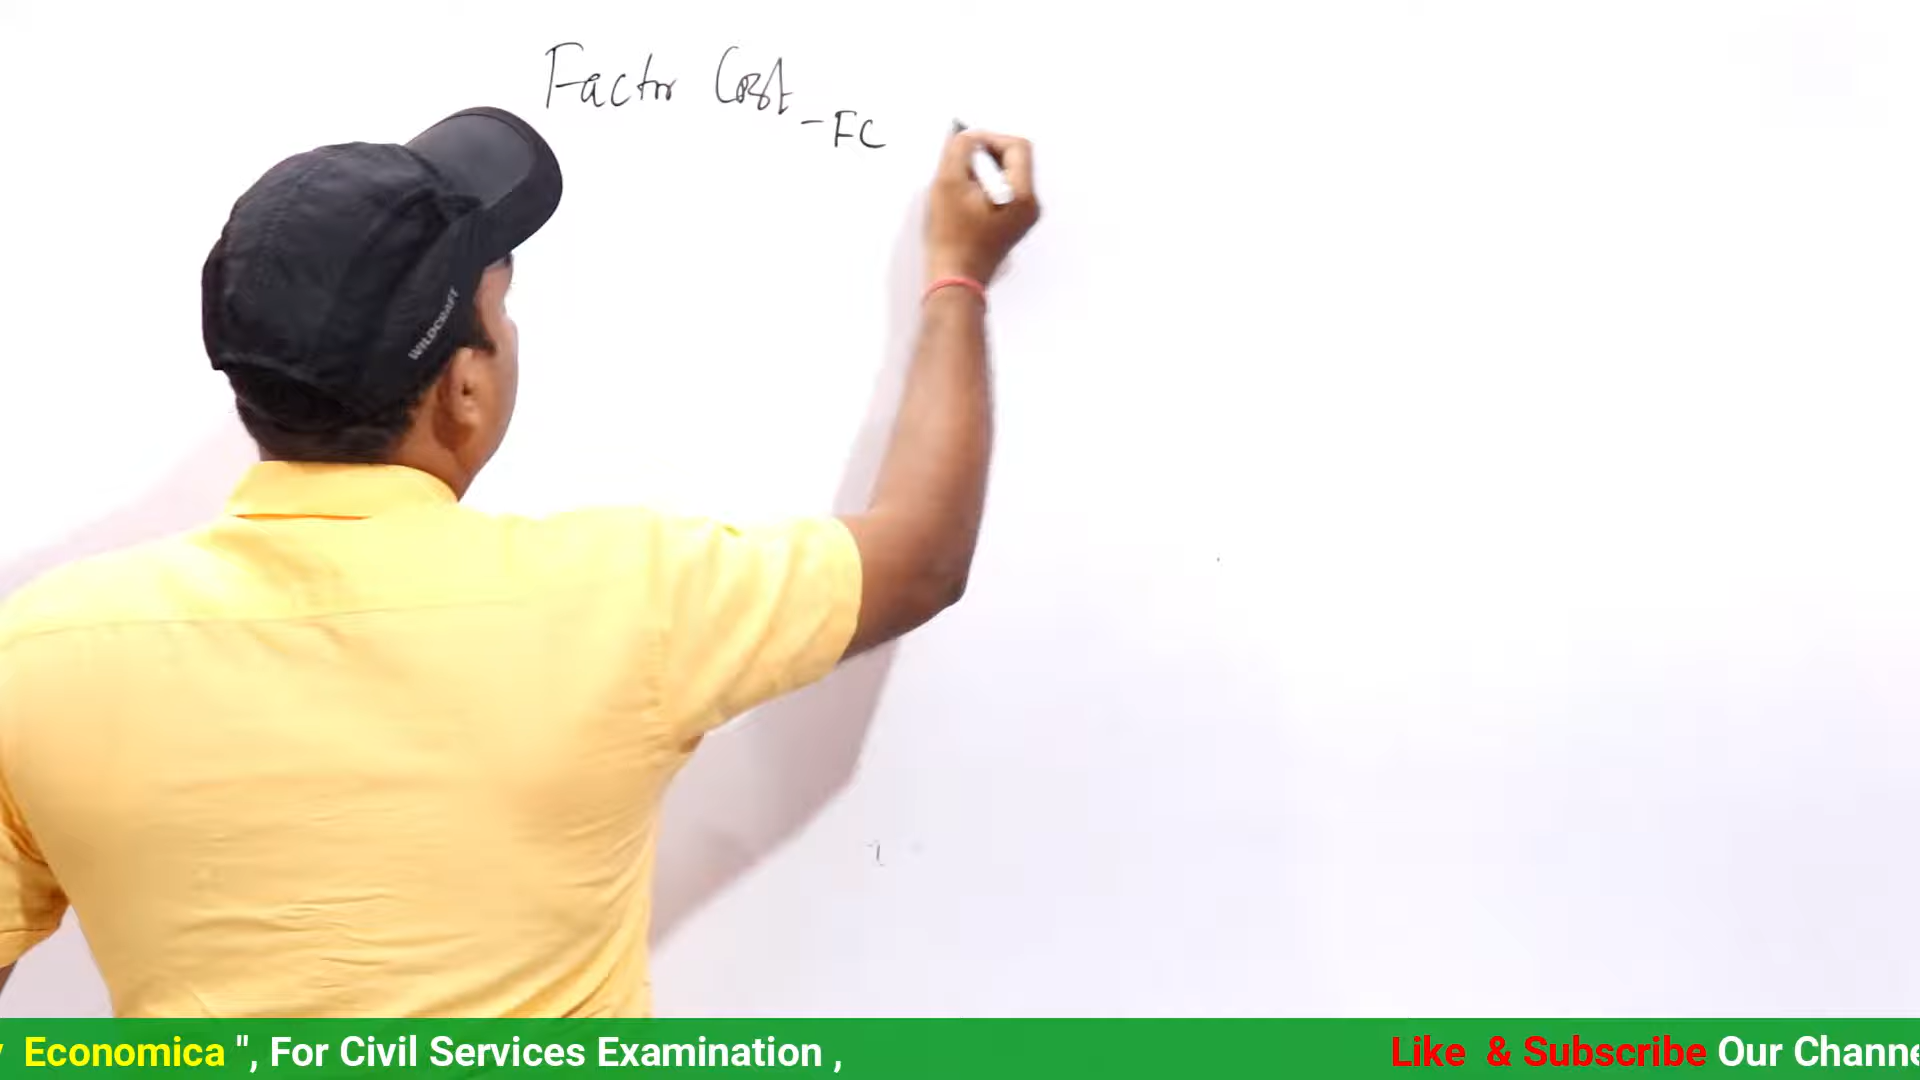 Factor Cost
- FC
WILDCRAFT
Economica ", For Civil Services Examination , Like & Subscribe Our Channe